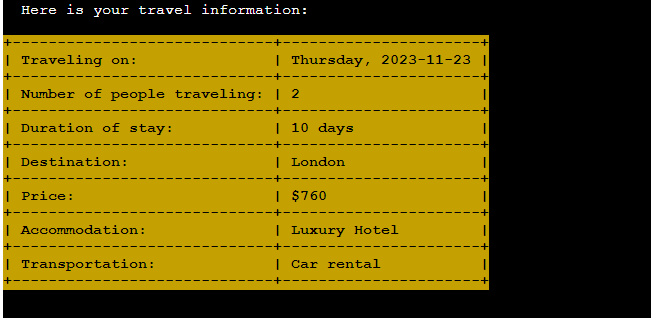 Here is your travel information:
+-----------------------------+----------------------+
| Traveling on:               | Thursday, 2023-11-23 |
+-----------------------------+----------------------+
| Number of people traveling: | 2                    |
+-----------------------------+----------------------+
| Duration of stay:           | 10 days              |
+-----------------------------+----------------------+
| Destination:                | London               |
+-----------------------------+----------------------+
| Price:                      | $760                 |
+-----------------------------+----------------------+
| Accommodation:              | Luxury Hotel         |
+-----------------------------+----------------------+
| Transportation:             | Car rental           |
+-----------------------------+----------------------+